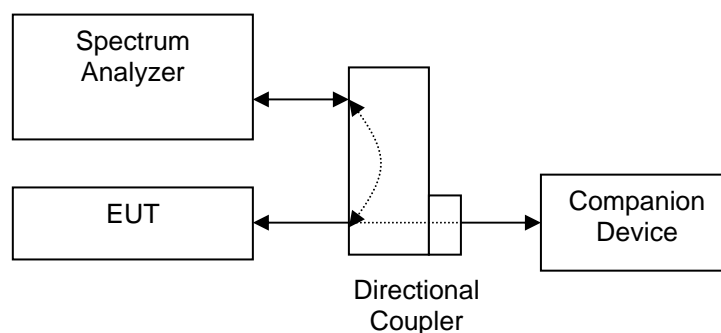 Spectrum
Analyzer
EUT
Companion
Device
Directional
Coupler